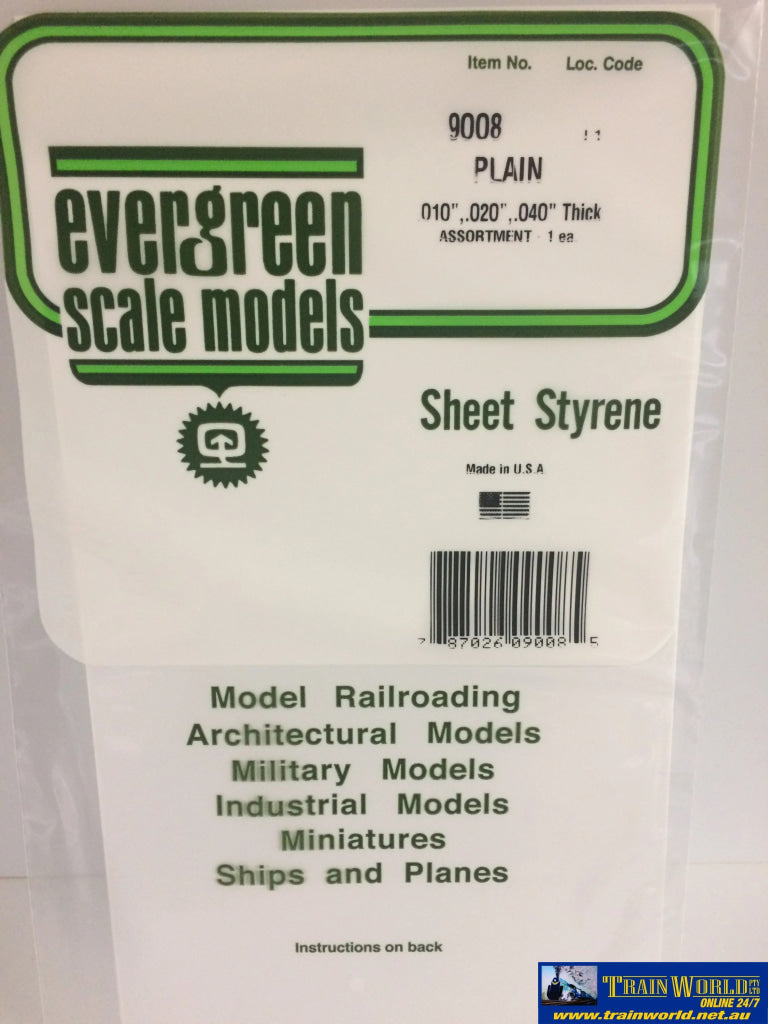 Item No. Loc. Code
9008
PLAIN
.010",.020",.040" Thick
ASSORTMENT - 1 ea.
evergreen
scale models
Sheet Styrene
Made in U.S.A
7 87026 09008 5
Model Railroading
Architectural Models
Military Models
Industrial Models
Miniatures
Ships and Planes
Instructions on back
TRAIN WORLD PTY LTD
ONLINE 24/7
www.trainworld.net.au